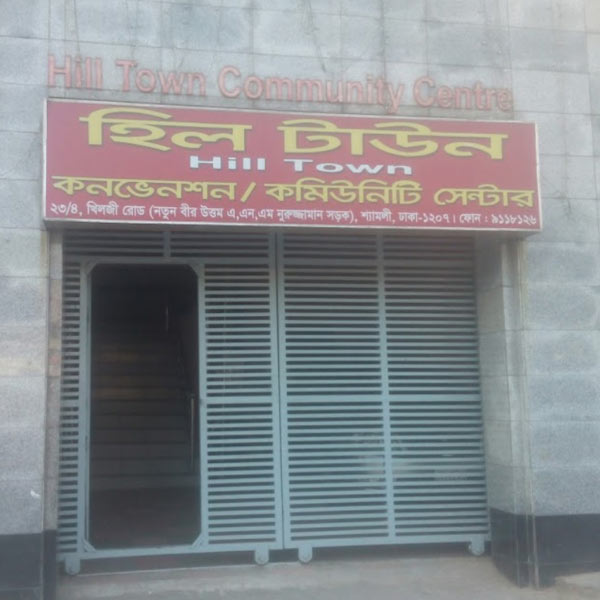 Hill Town Community Centre
হিল টাউন
Hill Town
কনভেনশন / কমিউনিটি সেন্টার
২৩/৪, খিলজী রোড (নতুন বীর উত্তম এ,এন,এম নুরুজ্জামান সড়ক), শ্যামলী, ঢাকা-১২০৭। ফোন : ৯১১৮১২৬